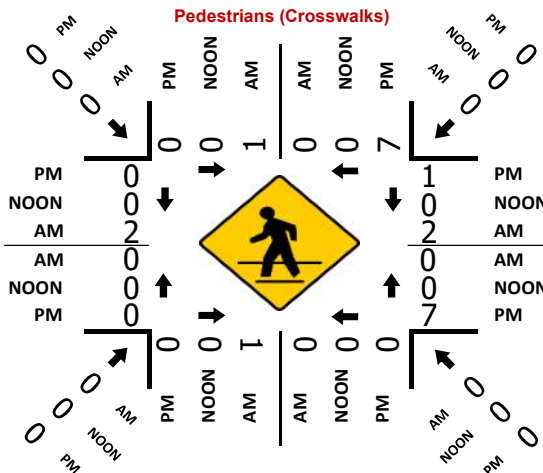 Pedestrians (Crosswalks)
0 PM
0 NOON
0 AM
PM NOON AM AM NOON PM
0 0 1 0 0 7
PM 0
NOON 0
AM 0
PM 0 1 PM
NOON 0 0 NOON
AM 2 2 AM
AM 0 0 AM
NOON 0 0 NOON
PM 0 7 PM
0 0 1 0 0 0
PM NOON AM AM NOON PM
0 AM
0 NOON
0 PM
AM 0
NOON 0
PM 0